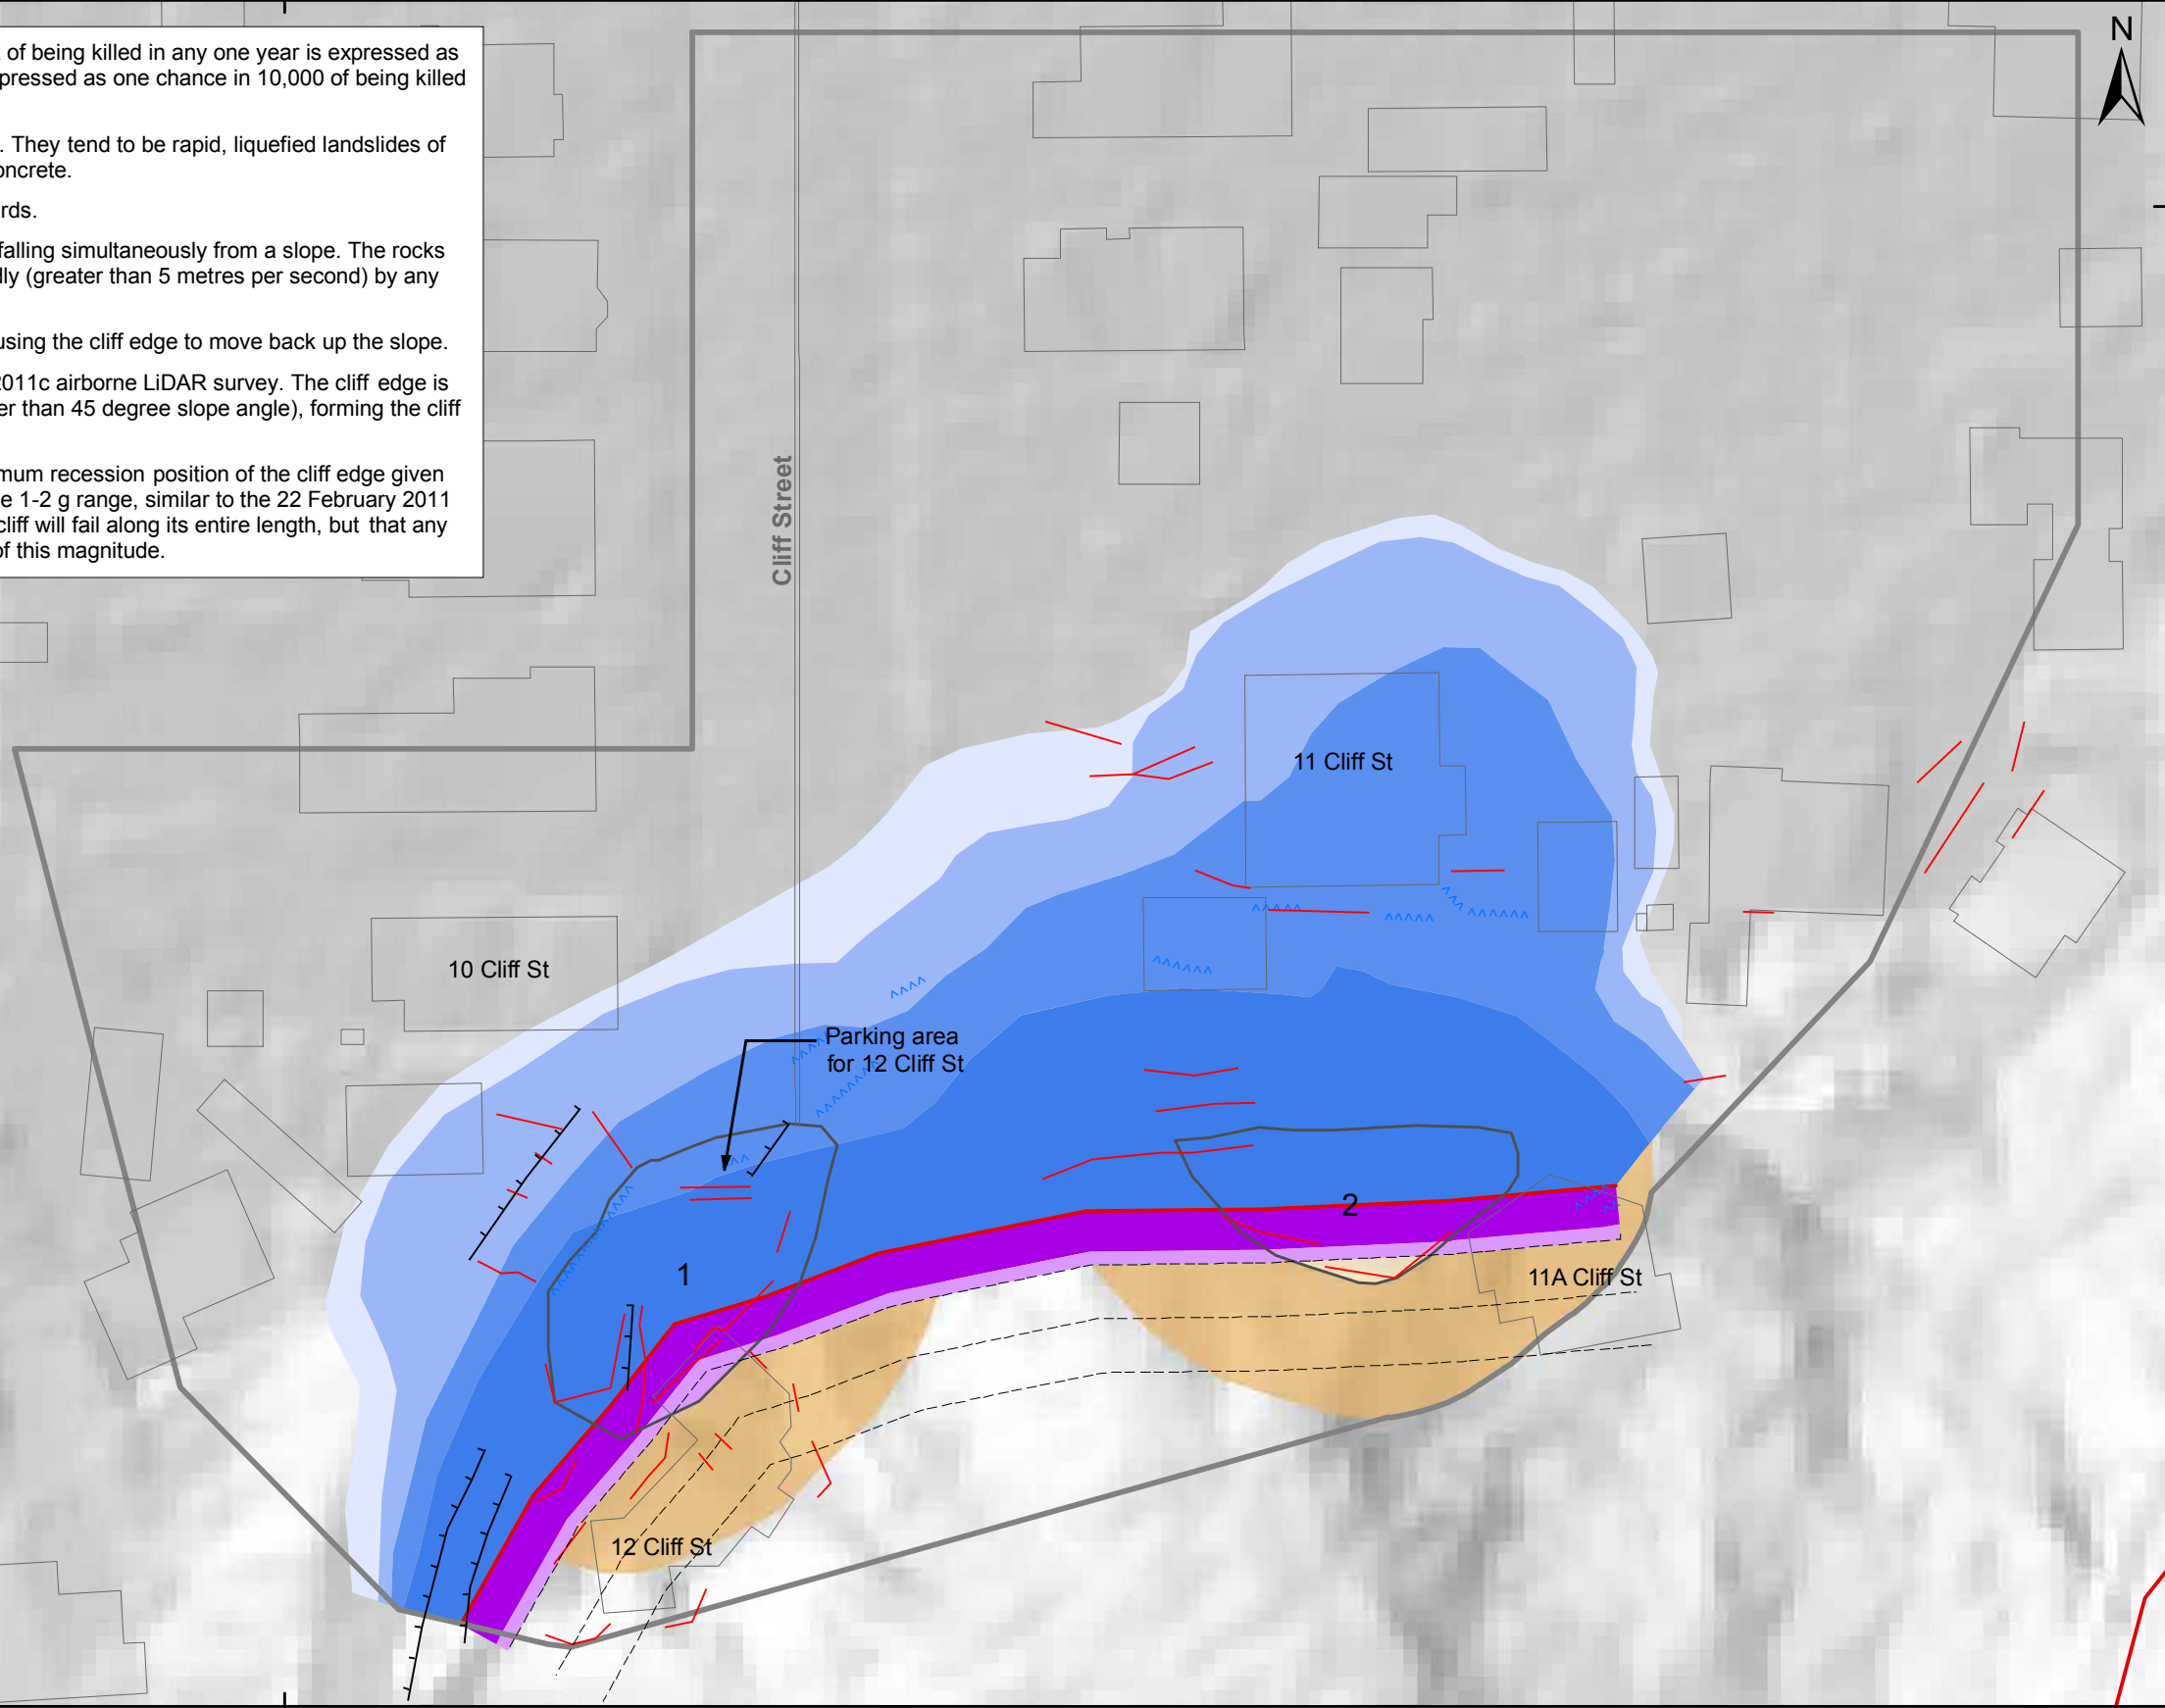 of being killed in any one year is expressed as
pressed as one chance in 10,000 of being killed
. They tend to be rapid, liquefied landslides of
oncrete.
rds.
falling simultaneously from a slope. The rocks
ly (greater than 5 metres per second) by any
using the cliff edge to move back up the slope.
2011c airborne LiDAR survey. The cliff edge is
er than 45 degree slope angle), forming the cliff
mum recession position of the cliff edge given
e 1-2 g range, similar to the 22 February 2011
cliff will fail along its entire length, but that any
of this magnitude.
N
Cliff Street
11 Cliff St
10 Cliff St
Parking area
for 12 Cliff St
2
1
11A Cliff St
12 Cliff St